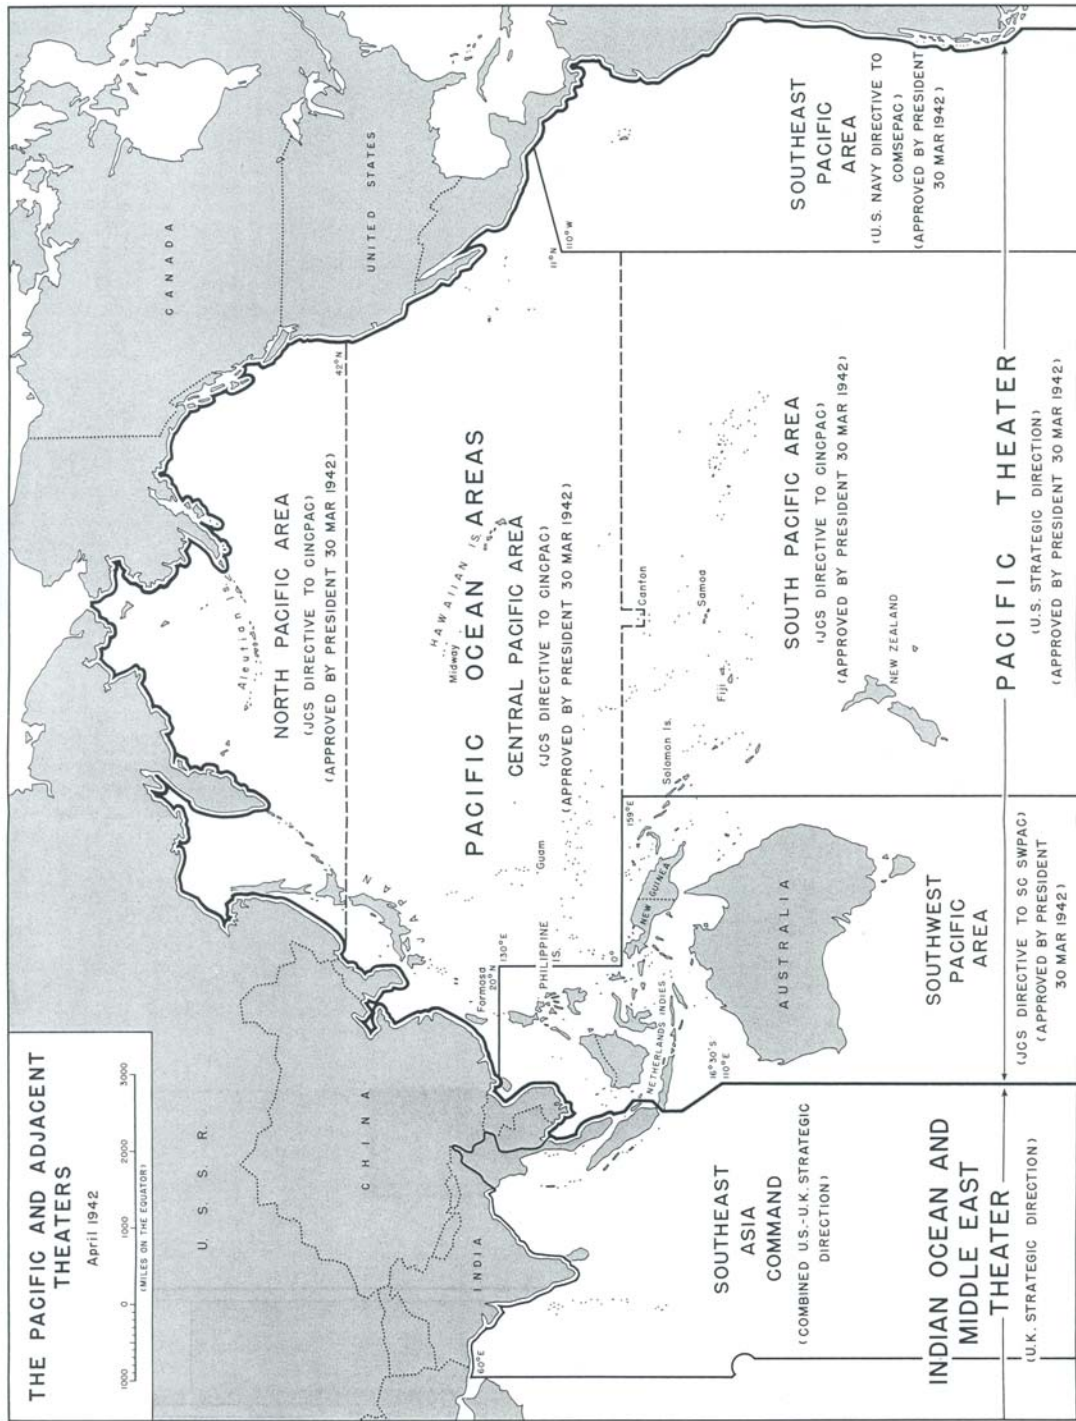 THE PACIFIC AND ADJACENT
THEATERS
April 1942
1000 0 1000 2000 3000
(MILES ON THE EQUATOR)
U. S. S. R.
CHINA
INDIA
CANADA
UNITED STATES
Aleutian Is.
42°N
NORTH PACIFIC AREA
(JCS DIRECTIVE TO CINCPAC)
(APPROVED BY PRESIDENT 30 MAR 1942)
JAPAN
HAWAIIAN IS.
Midway
PACIFIC OCEAN AREAS
CENTRAL PACIFIC AREA
(JCS DIRECTIVE TO CINCPAC)
(APPROVED BY PRESIDENT 30 MAR 1942)
Formosa
20°N
130°E
PHILIPPINE
IS.
Guam
60°E
11°N
110°W
0°
159°E
NEW GUINEA
NETHERLANDS INDIES
Solomon Is.
Canton
Samoa
Fiji
16°30'S
110°E
AUSTRALIA
NEW ZEALAND
SOUTH PACIFIC AREA
(JCS DIRECTIVE TO CINCPAC)
(APPROVED BY PRESIDENT 30 MAR 1942)
SOUTHEAST
PACIFIC
AREA
(U.S. NAVY DIRECTIVE TO
COMSEPAC)
(APPROVED BY PRESIDENT
30 MAR 1942)
SOUTHEAST
ASIA
COMMAND
(COMBINED U.S.-U.K. STRATEGIC
DIRECTION)
SOUTHWEST
PACIFIC
AREA
(JCS DIRECTIVE TO SC SWPAC)
(APPROVED BY PRESIDENT
30 MAR 1942)
INDIAN OCEAN AND
MIDDLE EAST
THEATER
(U.K. STRATEGIC DIRECTION)
PACIFIC THEATER
(U.S. STRATEGIC DIRECTION)
(APPROVED BY PRESIDENT 30 MAR 1942)